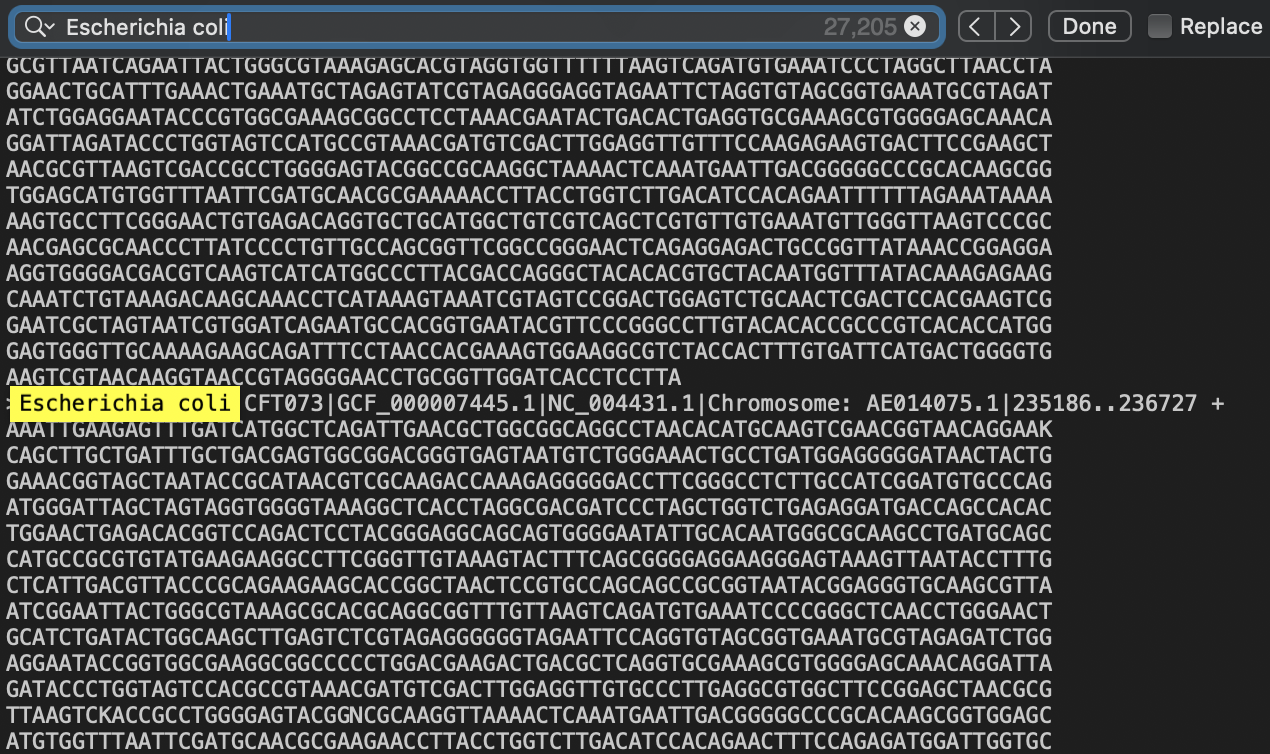 Escherichia coli 27,205 Done Replace
GCGTTAATCAGAATTACTGGGCGTAAAGAGCACGTAGGTGGTTTTTTAAGTCAGATGTGAAATCCCTAGGCTTAACCTA
GGAACTGCATTTGAAACTGAAATGCTAGAGTATCGTAGAGGGAGGTAGAATTCTAGGTGTAGCGGTGAAATGCGTAGAT
ATCTGGAGGAATACCCGTGGCGAAAGCGGCCTCCTAAACGAATACTGACACTGAGGTGCGAAAGCGTGGGGAGCAAACA
GGATTAGATACCCTGGTAGTCCATGCCGTAAACGATGTCGACTTGGAGGTTGTTTCCAAGAGAAGTGACTTCCGAAGCT
AACGCGTTAAGTCGACCGCCTGGGGAGTACGGCCGCAAGGCTAAAACTCAAATGAATTGACGGGGGCCCGCACAAGCGG
TGGAGCATGTGGTTTAATTCGATGCAACGCGAAAAACCTTACCTGGTCTTGACATCCACAGAATTTTTTAGAAATAAAA
AAGTGCCTTCGGGAACTGTGAGACAGGTGCTGCATGGCTGTCGTCAGCTCGTGTTGTGAAATGTTGGGTTAAGTCCCGC
AACGAGCGCAACCCTTATCCCCTGTTGCCAGCGGTTCGGCCGGGAACTCAGAGGAGACTGCCGGTTATAAACCGGAGGA
AGGTGGGGACGACGTCAAGTCATCATGGCCCTTACGACCAGGGCTACACACGTGCTACAATGGTTTATACAAAGAGAAG
CAAATCTGTAAAGACAAGCAAACCTCATAAAGTAAATCGTAGTCCGGACTGGAGTCTGCAACTCGACTCCACGAAGTCG
GAATCGCTAGTAATCGTGGATCAGAATGCCACGGTGAATACGTTCCCGGGCCTTGTACACACCGCCCGTCACACCATGG
GAGTGGGTTGCAAAAGAAGCAGATTTCCTAACCACGAAAGTGGAAGGCGTCTACCACTTTGTGATTCATGACTGGGGTG
AAGTCGTAACAAGGTAACCGTAGGGGAACCTGCGGTTGGATCACCTCCTTA
Escherichia coli CFT073|GCF_000007445.1|NC_004431.1|Chromosome: AE014075.1|235186..236727 +
AAATTGAAGAGTTTGATCATGGCTCAGATTGAACGCTGGCGGCAGGCCTAACACATGCAAGTCGAACGGTAACAGGAAK
CAGCTTGCTGATTTGCTGACGAGTGGCGGACGGGTGAGTAATGTCTGGGAAACTGCCTGATGGAGGGGGATAACTACTG
GAAACGGTAGCTAATACCGCATAACGTCGCAAGACCAAAGAGGGGGACCTTCGGGCCTCTTGCCATCGGATGTGCCCAG
ATGGGATTAGCTAGTAGGTGGGGTAAAGGCTCACCTAGGCGACGATCCCTAGCTGGTCTGAGAGGATGACCAGCCACAC
TGGAACTGAGACACGGTCCAGACTCCTACGGGAGGCAGCAGTGGGGAATATTGCACAATGGGCGCAAGCCTGATGCAGC
CATGCCGCGTGTATGAAGAAGGCCTTCGGGTTGTAAAGTACTTTCAGCGGGGAGGAAGGGAGTAAAGTTAATACCTTTG
CTCATTGACGTTACCCGCAGAAGAAGCACCGGCTAACTCCGTGCCAGCAGCCGCGGTAATACGGAGGGTGCAAGCGTTA
ATCGGAATTACTGGGCGTAAAGCGCACGCAGGCGGTTTGTTAAGTCAGATGTGAAATCCCCGGGCTCAACCTGGGAACT
GCATCTGATACTGGCAAGCTTGAGTCTCGTAGAGGGGGGTAGAATTCCAGGTGTAGCGGTGAAATGCGTAGAGATCTGG
AGGAATACCGGTGGCGAAGGCGGCCCCCTGGACGAAGACTGACGCTCAGGTGCGAAAGCGTGGGGAGCAAACAGGATTA
GATACCCTGGTAGTCCACGCCGTAAACGATGTCGACTTGGAGGTTGTGCCCTTGAGGCGTGGCTTCCGGAGCTAACGCG
TTAAGTCKACCGCCTGGGGAGTACGGNCGCAAGGTTAAAACTCAAATGAATTGACGGGGGCCCGCACAAGCGGTGGAGC
ATGTGGTTTAATTCGATGCAACGCGAAGAACCTTACCTGGTCTTGACATCCACAGAACTTTCCAGAGATGGATTGGTGC